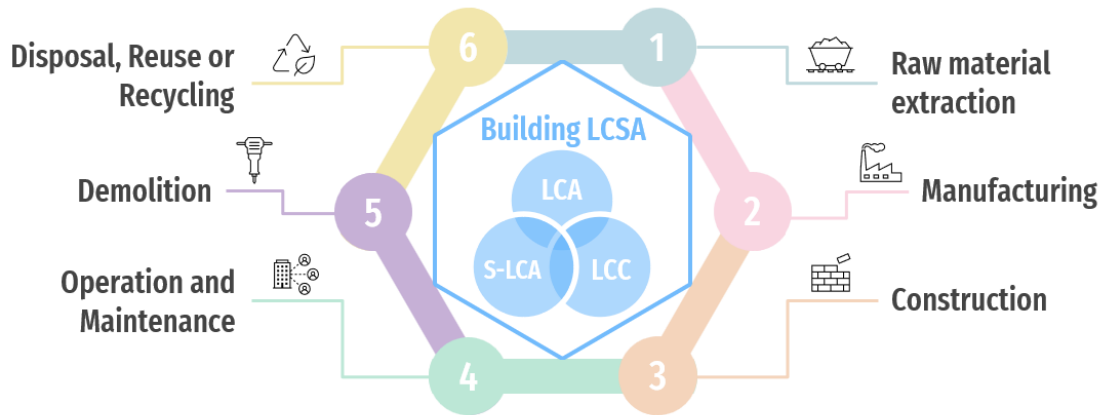 6
1
Disposal, Reuse or
Recycling
Raw material
extraction
Building LCSA
LCA
S-LCA
LCC
Demolition
5
2
Manufacturing
Operation and
Maintenance
Construction
4
3